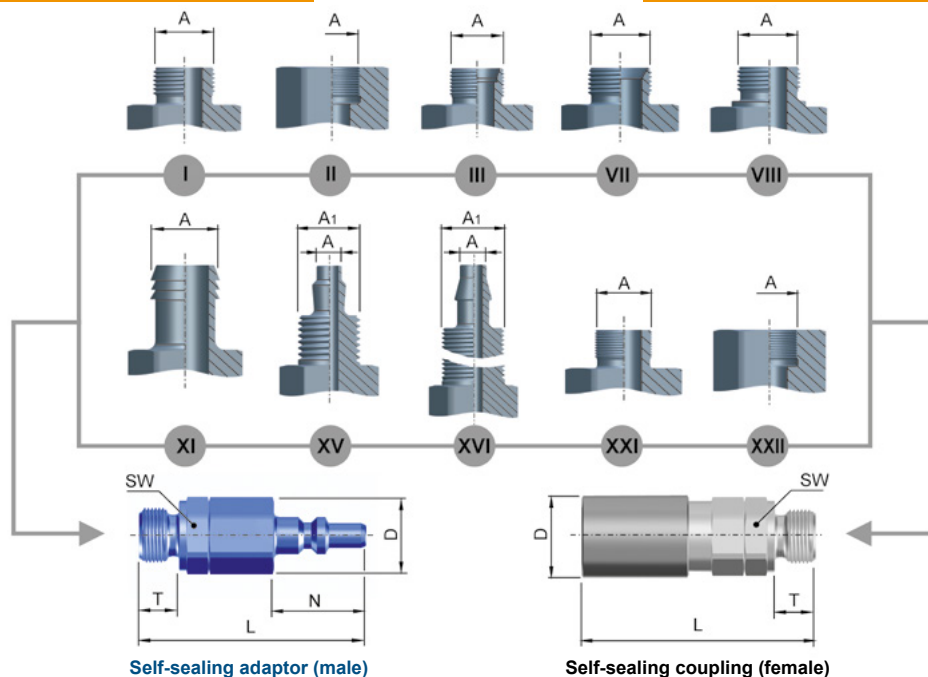 A A A A A
I II III VII VIII
A A1 A1 A A
A A
XI XV XVI XXI XXII
SW SW
D D
T N T
L L
Self-sealing adaptor (male) Self-sealing coupling (female)